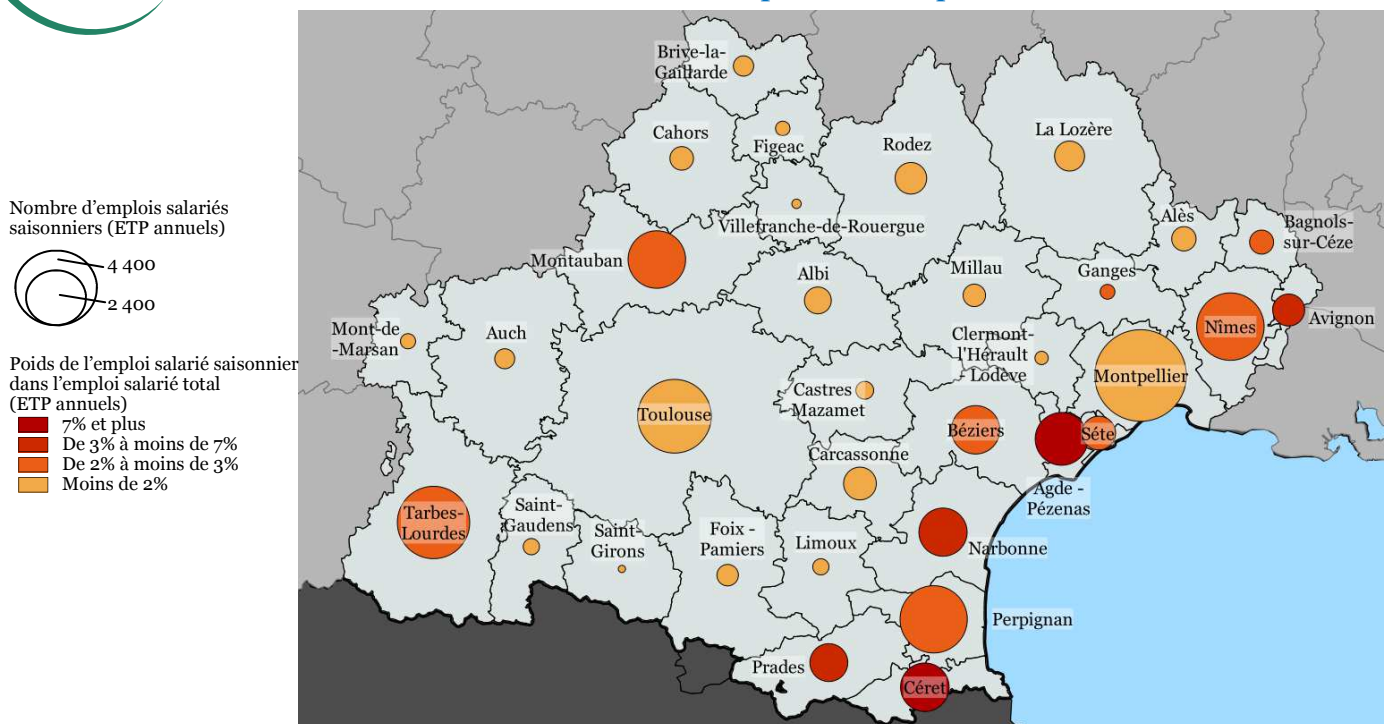 Nombre d'emplois salariés
saisonniers (ETP annuels)
4 400
2 400
Poids de l'emploi salarié saisonnier
dans l'emploi salarié total
(ETP annuels)
7% et plus
De 3% à moins de 7%
De 2% à moins de 3%
Moins de 2%
Brive-la-
Gaillarde
Cahors
Figeac
Rodez
La Lozère
Villefranche-de-Rouergue
Alès
Bagnols-
sur-Céze
Montauban
Albi
Millau
Ganges
Mont-de
-Marsan
Auch
Clermont-
l'Hérault
- Lodève
Nîmes
Avignon
Montpellier
Toulouse
Castres
Mazamet
Béziers
Séte
Carcassonne
Agde -
Pézenas
Tarbes-
Lourdes
Saint-
Gaudens
Saint-
Girons
Foix -
Pamiers
Limoux
Narbonne
Perpignan
Prades
Céret